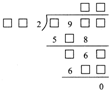 □ □
□ □ 2 ) □ 9 □ □
5 □ 8
□ 6 □
6 □ □
0